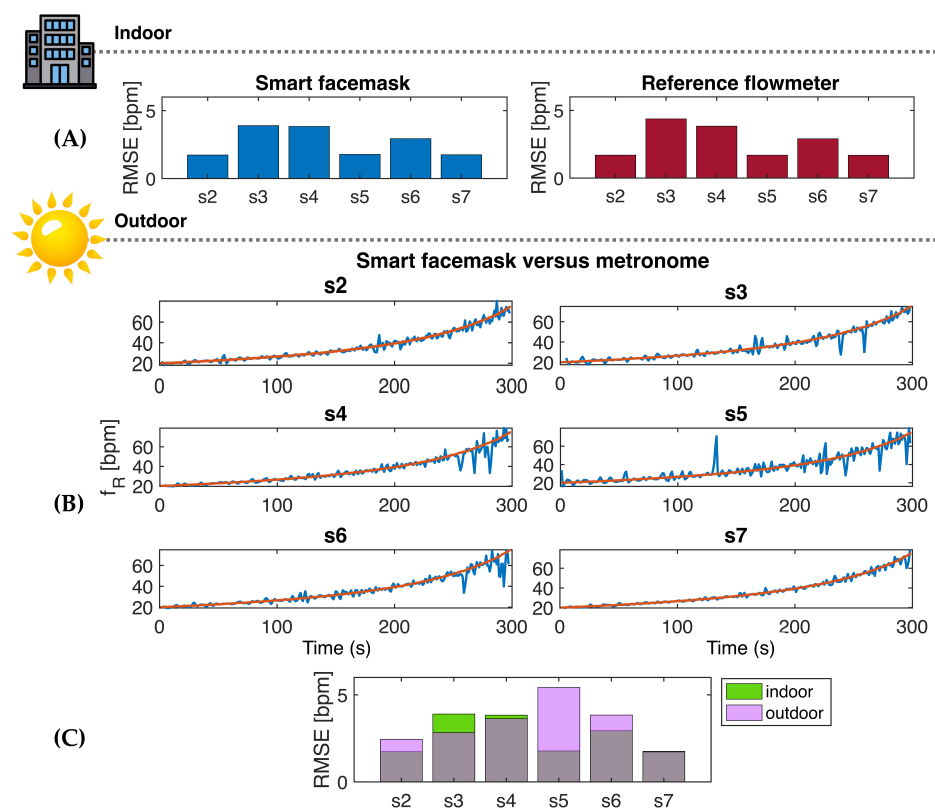 Indoor
(A)
Smart facemask
RMSE [bpm]
5
0
s2 s3 s4 s5 s6 s7
Reference flowmeter
RMSE [bpm]
5
0
s2 s3 s4 s5 s6 s7
Outdoor
Smart facemask versus metronome
(B)
f_R [bpm]
s2
60
40
20
0 100 200 300
s3
60
40
20
0 100 200 300
s4
60
40
20
0 100 200 300
s5
60
40
20
0 100 200 300
s6
60
40
20
0 100 200 300
Time (s)
s7
60
40
20
0 100 200 300
Time (s)
(C)
RMSE [bpm]
5
0
s2 s3 s4 s5 s6 s7
indoor
outdoor